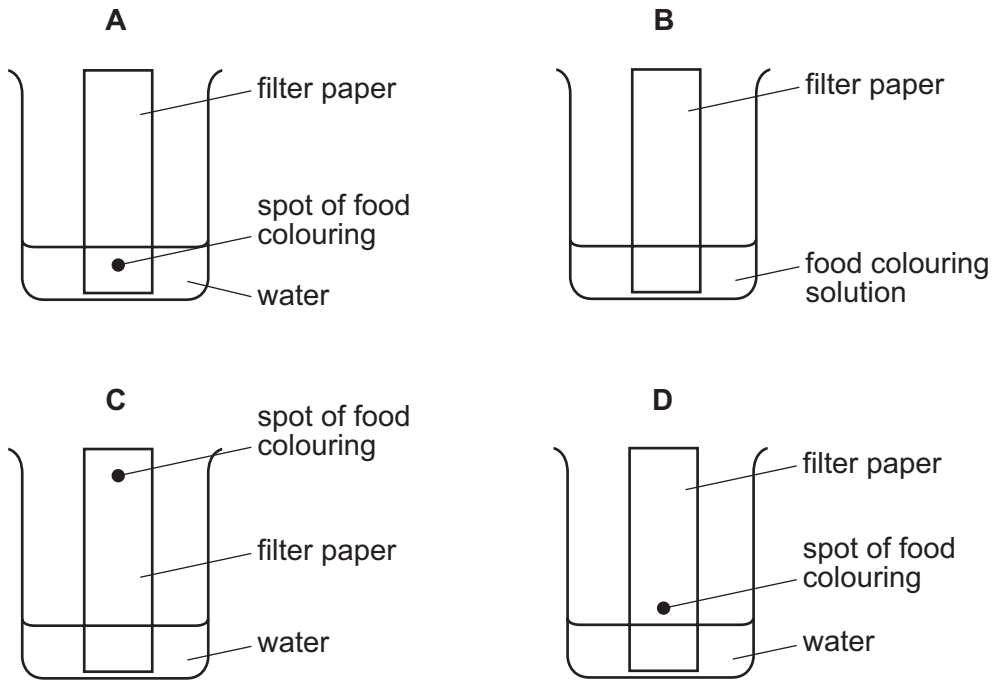 A
filter paper
spot of food
colouring
water
B
filter paper
food colouring
solution
C
spot of food
colouring
filter paper
water
D
filter paper
spot of food
colouring
water